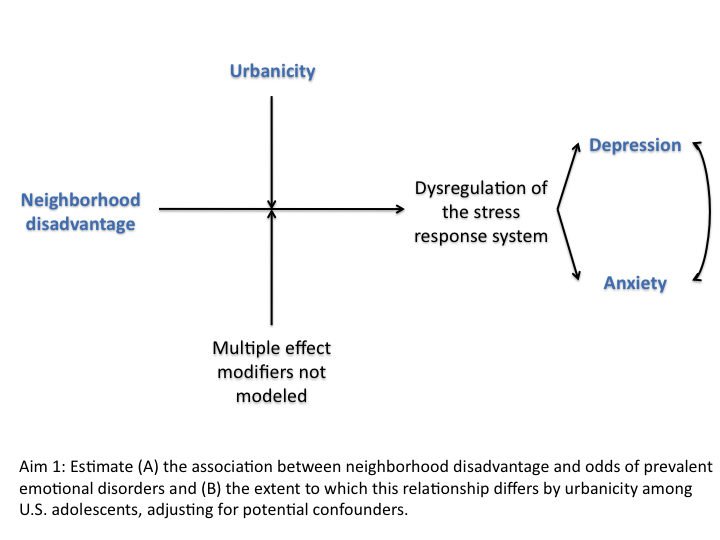 Urbanicity
Depression
Neighborhood
disadvantage
Dysregulation of
the stress
response system
Anxiety
Multiple effect
modifiers not
modeled
Aim 1: Estimate (A) the association between neighborhood disadvantage and odds of prevalent
emotional disorders and (B) the extent to which this relationship differs by urbanicity among
U.S. adolescents, adjusting for potential confounders.